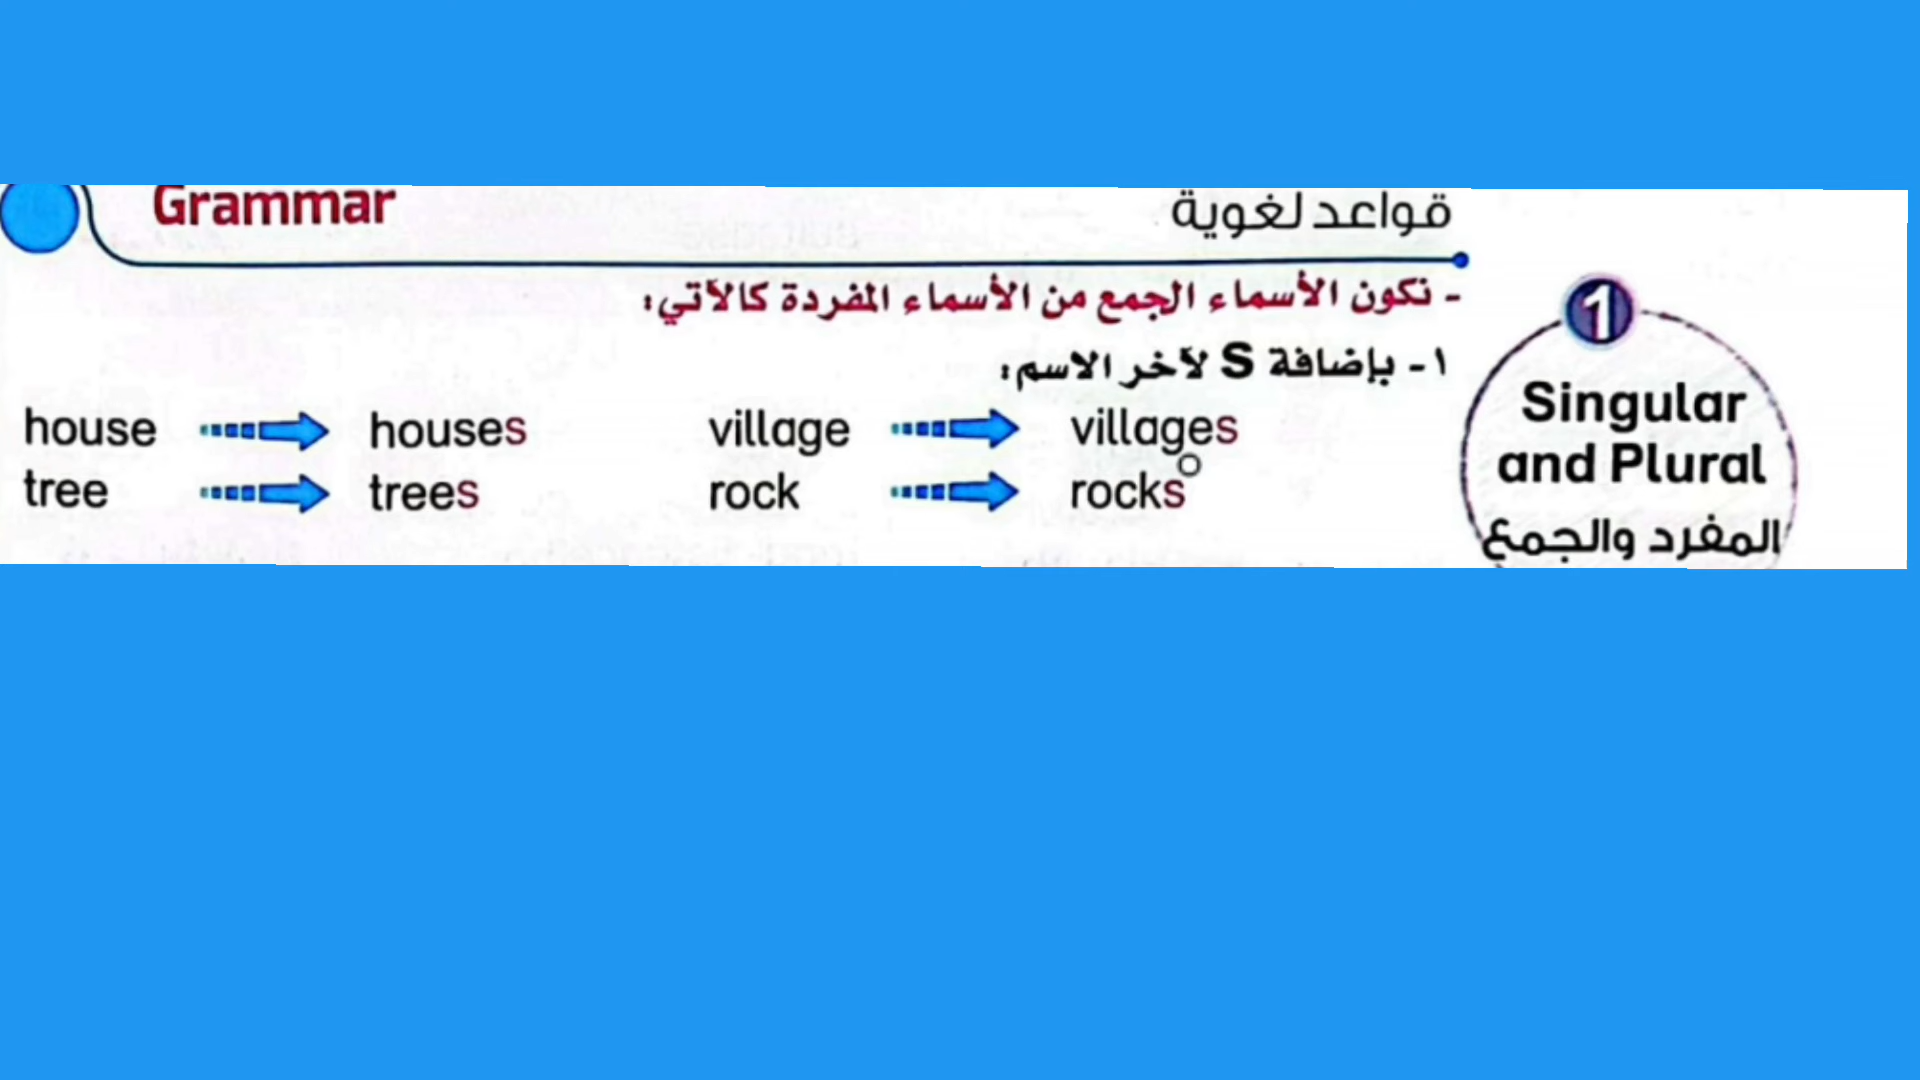 Grammar قواعد لغوية
- نكون الأسماء الجمع من الأسماء المفردة كالآتي:
١- بإضافة S لآخر الاسم:
house houses village villages
tree trees rock rocks
1
Singular
and Plural
المفرد والجمع